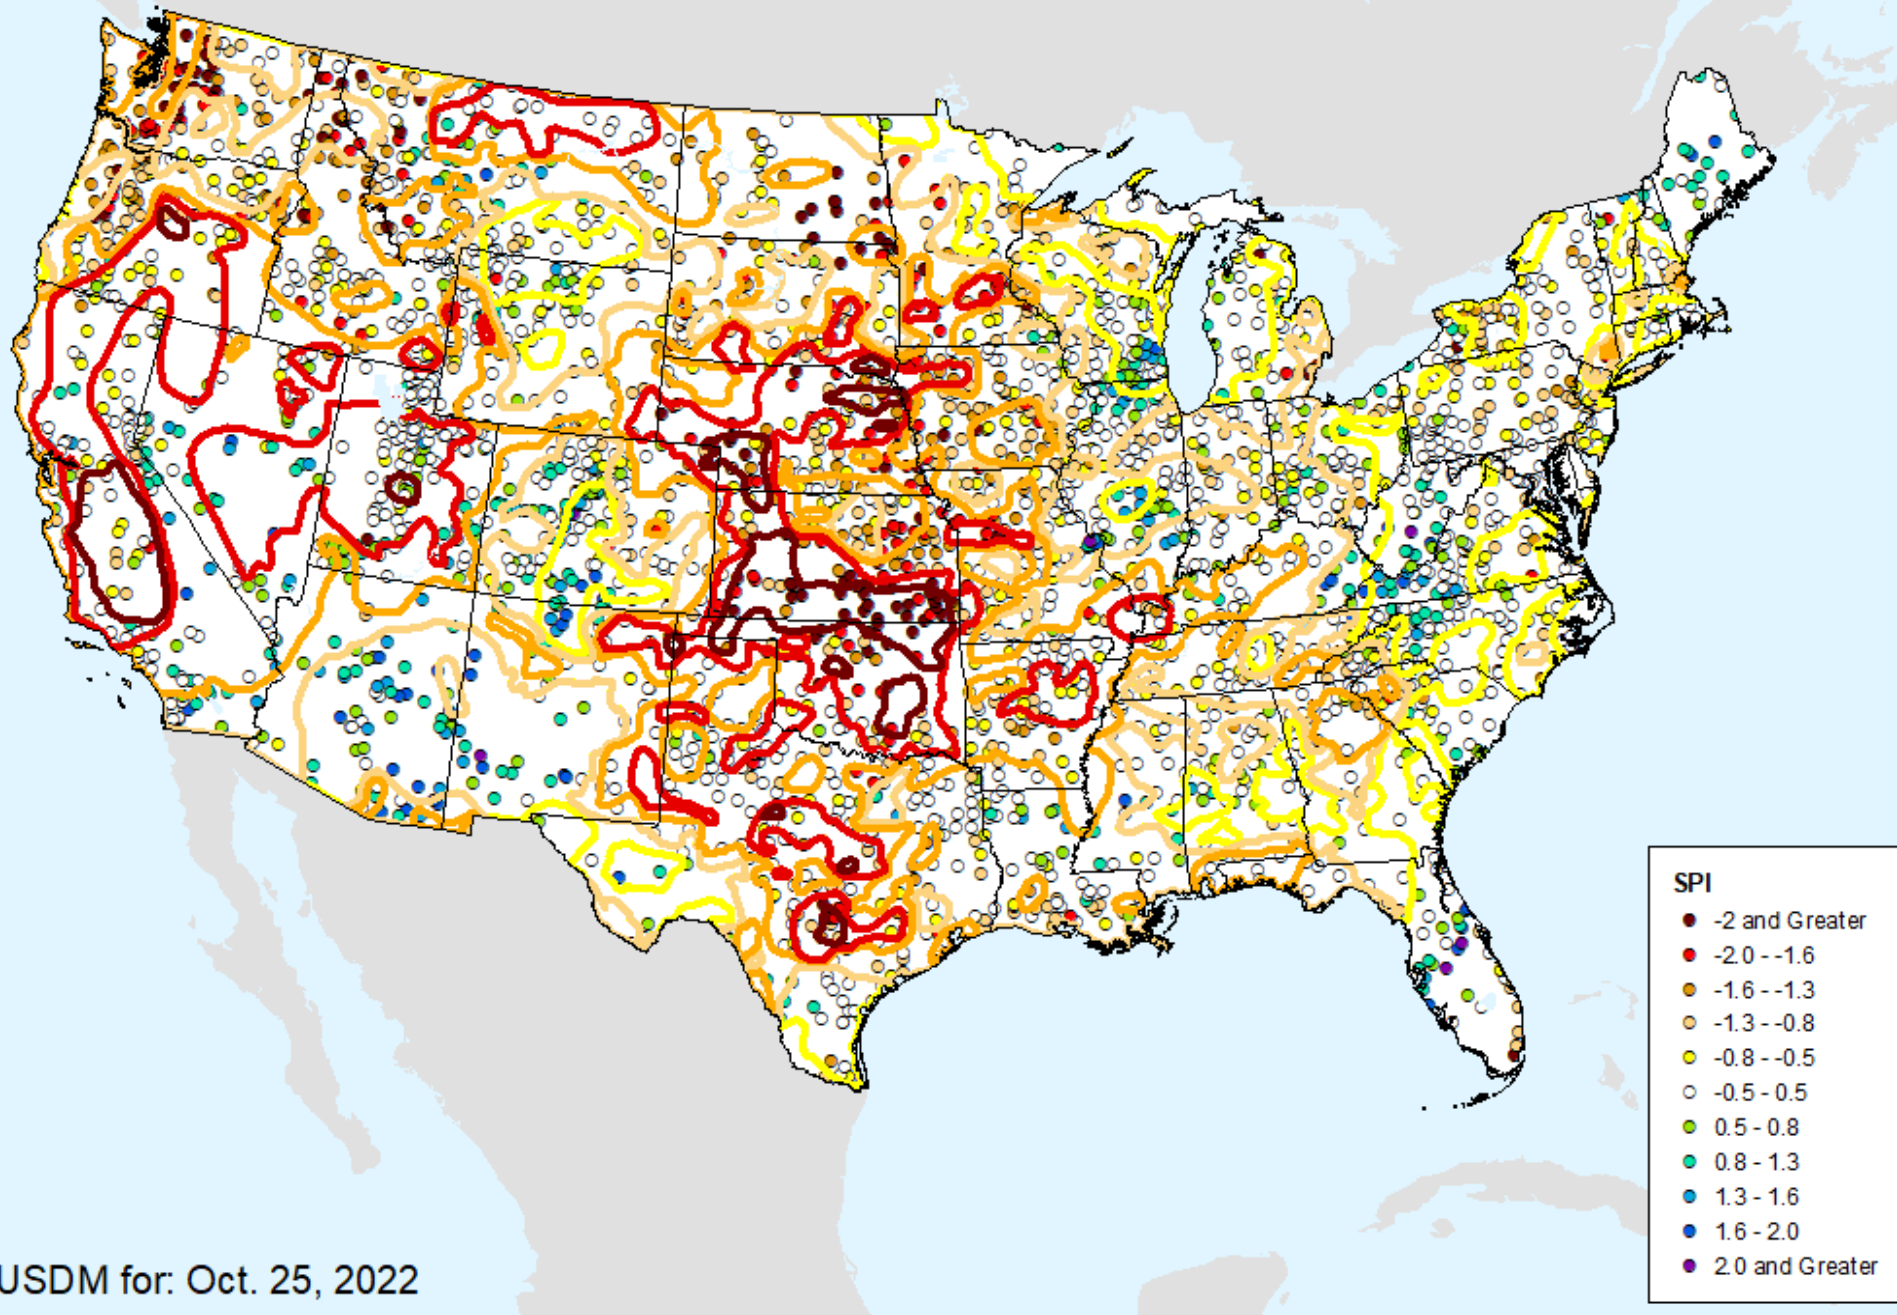 SPI
-2 and Greater
-2.0 - -1.6
-1.6 - -1.3
-1.3 - -0.8
-0.8 - -0.5
-0.5 - 0.5
0.5 - 0.8
0.8 - 1.3
1.3 - 1.6
1.6 - 2.0
2.0 and Greater
USDM for: Oct. 25, 2022